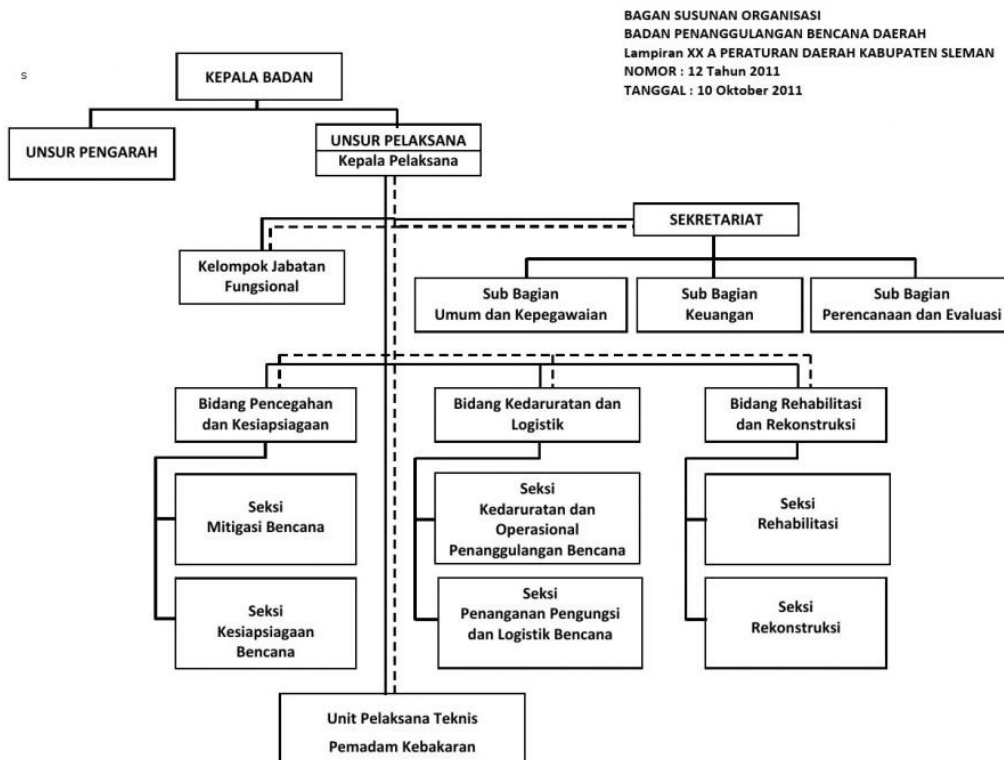 BAGAN SUSUNAN ORGANISASI
BADAN PENANGGULANGAN BENCANA DAERAH
Lampiran XX A PERATURAN DAERAH KABUPATEN SLEMAN
NOMOR : 12 Tahun 2011
TANGGAL : 10 Oktober 2011
s
KEPALA BADAN
UNSUR PENGARAH
UNSUR PELAKSANA
Kepala Pelaksana
SEKRETARIAT
Kelompok Jabatan
Fungsional
Sub Bagian
Umum dan Kepegawaian
Sub Bagian
Keuangan
Sub Bagian
Perencanaan dan Evaluasi
Bidang Pencegahan
dan Kesiapsiagaan
Bidang Kedaruratan dan
Logistik
Bidang Rehabilitasi
dan Rekonstruksi
Seksi
Mitigasi Bencana
Seksi
Kedaruratan dan
Operasional
Penanggulangan Bencana
Seksi
Rehabilitasi
Seksi
Kesiapsiagaan
Bencana
Seksi
Penanganan Pengungsi
dan Logistik Bencana
Seksi
Rekonstruksi
Unit Pelaksana Teknis
Pemadam Kebakaran